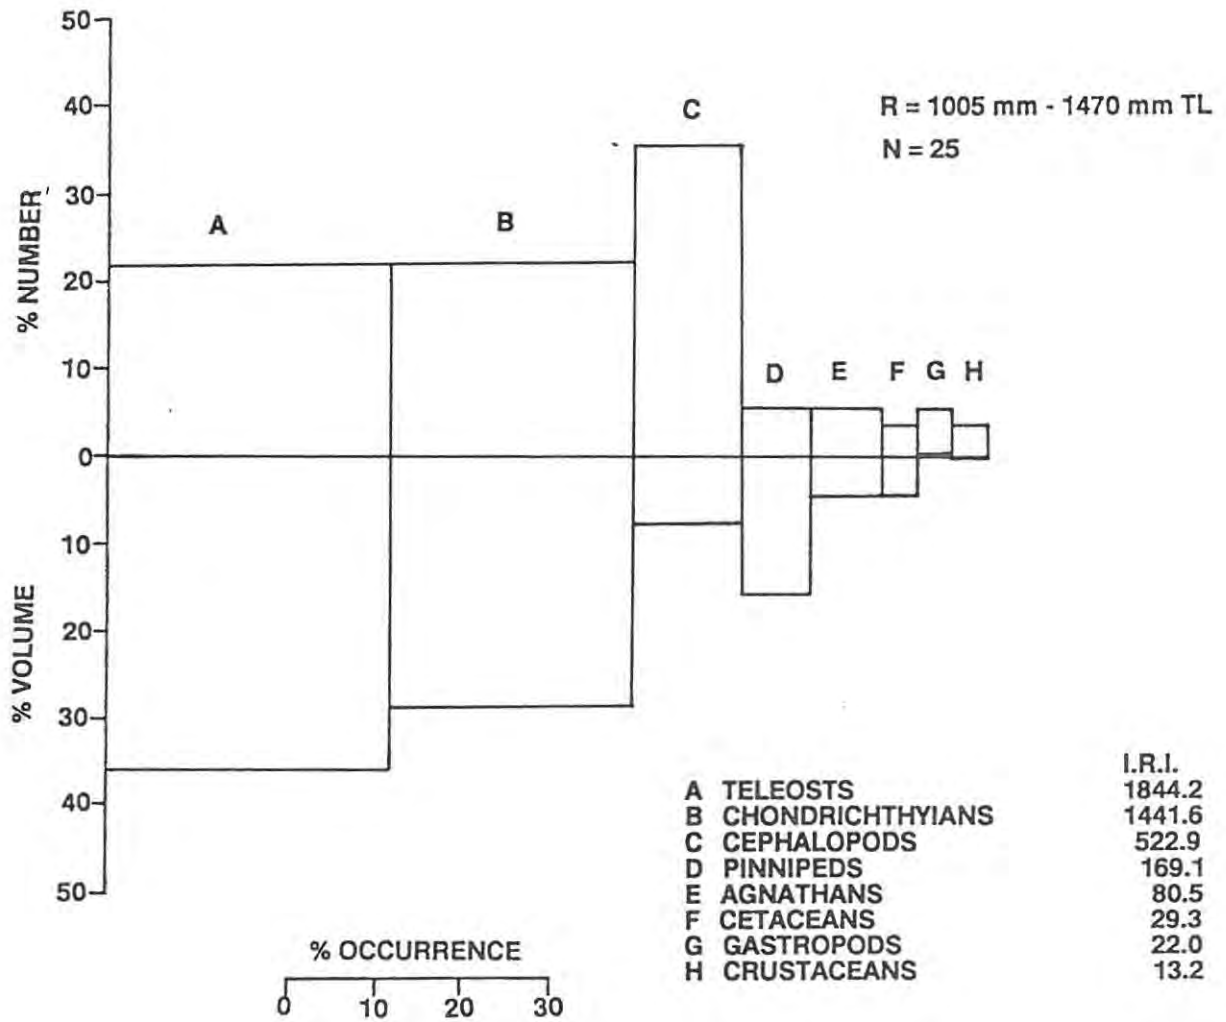 50
40
30
20
10
0
10
20
30
40
50
% NUMBER
% VOLUME
A
B
C
D E F G H
R = 1005 mm - 1470 mm TL
N = 25
I.R.I.
A TELEOSTS 1844.2
B CHONDRICHTHYIANS 1441.6
C CEPHALOPODS 522.9
D PINNIPEDS 169.1
E AGNATHANS 80.5
F CETACEANS 29.3
G GASTROPODS 22.0
H CRUSTACEANS 13.2
% OCCURRENCE
0 10 20 30